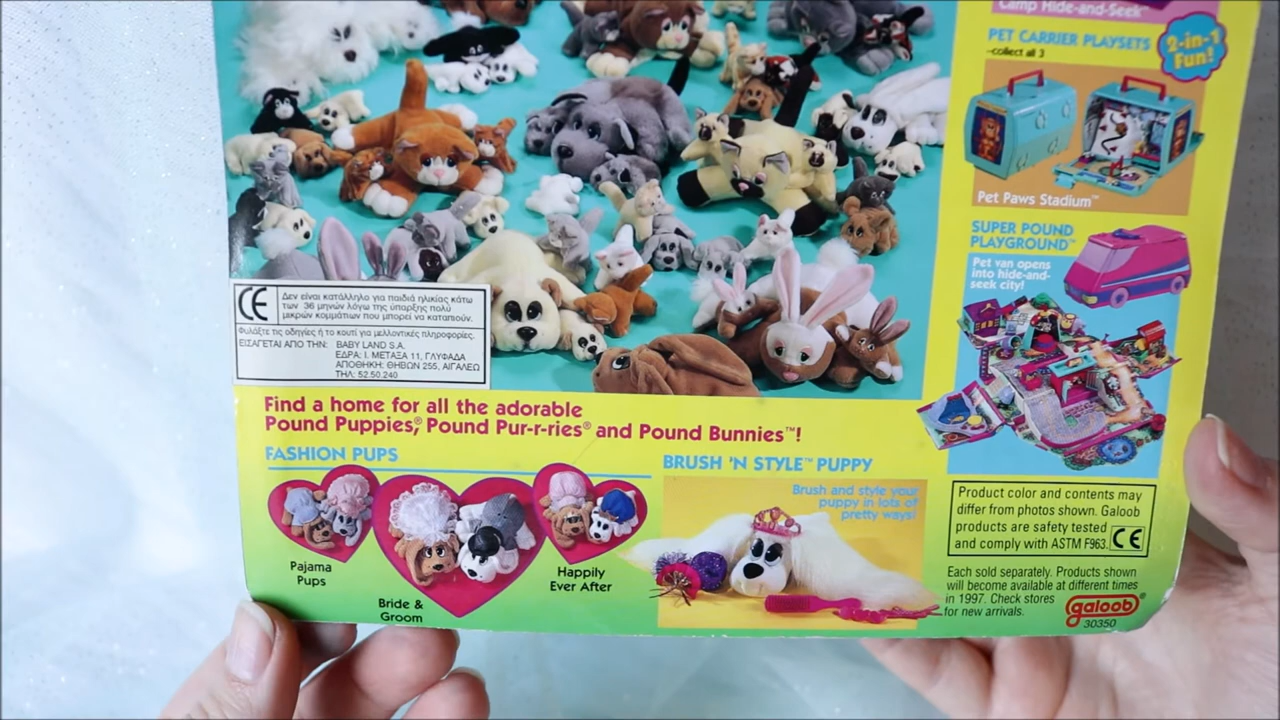 Camp Hide-and-Seek™
PET CARRIER PLAYSETS
-collect all 3
2-in-1
Fun!
Pet Paws Stadium™
SUPER POUND
PLAYGROUND™
Pet van opens
into hide-and-
seek city!
CE
Δεν είναι κατάλληλο για παιδιά ηλικίας κάτω
των 36 μηνών λόγω της ύπαρξης πολύ
μικρών κομματιών που μπορεί να καταπιούν.
Φυλάξτε τις οδηγίες ή το κουτί για μελλοντικές πληροφορίες.
ΕΙΣΑΓΕΤΑΙ ΑΠΟ ΤΗΝ: BABY LAND S.A.
ΕΔΡΑ: Ι. ΜΕΤΑΞΑ 11, ΓΛΥΦΑΔΑ
ΑΠΟΘΗΚΗ: ΘΗΒΩΝ 255, ΑΙΓΑΛΕΩ
ΤΗΛ: 52.50.240
Find a home for all the adorable
Pound Puppies®, Pound Pur-r-ries® and Pound Bunnies™!
FASHION PUPS
Pajama
Pups
Bride &
Groom
Happily
Ever After
BRUSH 'N STYLE™ PUPPY
Brush and style your
puppy in lots of
pretty ways!
Product color and contents may
differ from photos shown. Galoob
products are safety tested
and comply with ASTM F963. CE
Each sold separately. Products shown
will become available at different times
in 1997. Check stores
for new arrivals.
galoob®
30350